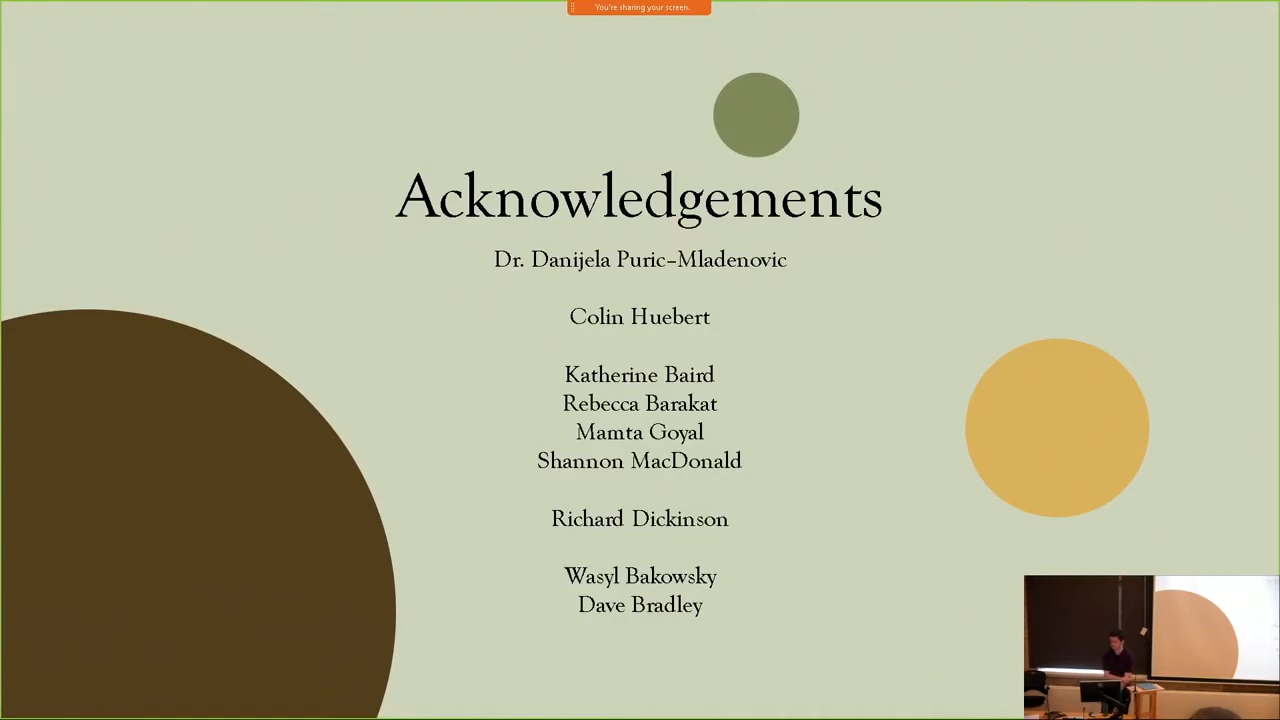 You're sharing your screen.
Acknowledgements
Dr. Danijela Puric-Mladenovic
Colin Huebert
Katherine Baird
Rebecca Barakat
Mamta Goyal
Shannon MacDonald
Richard Dickinson
Wasyl Bakowsky
Dave Bradley